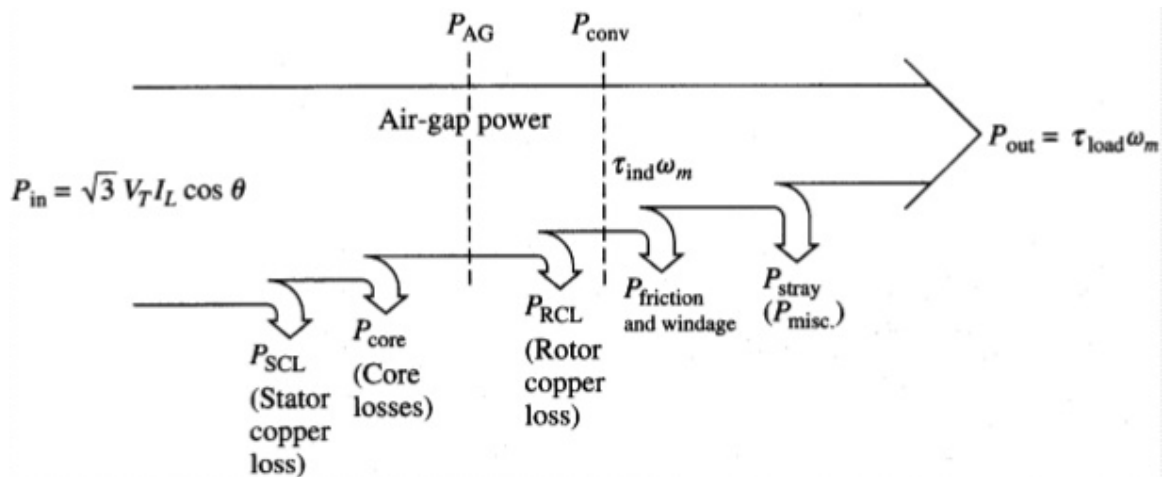 P_AG
P_conv
Air-gap power
P_in = √3 V_T I_L cos θ
τ_ind ω_m
P_out = τ_load ω_m
P_SCL
(Stator
copper
loss)
P_core
(Core
losses)
P_RCL
(Rotor
copper
loss)
P_friction
and windage
P_stray
(P_misc.)